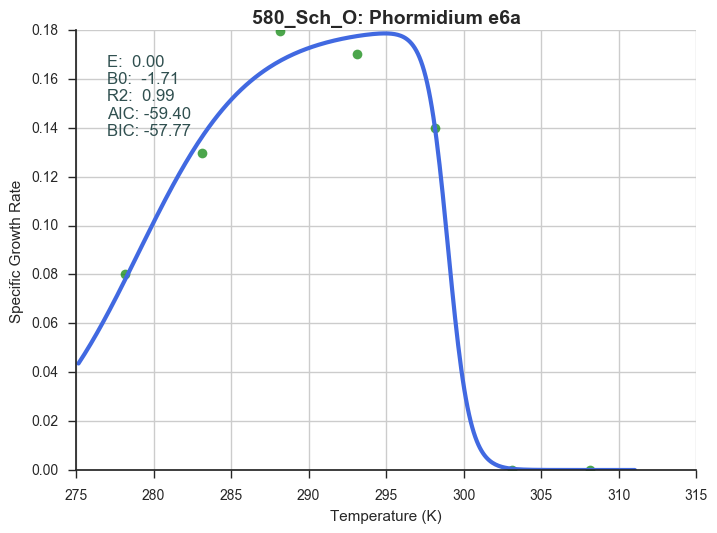 580_Sch_O: Phormidium e6a
E:  0.00
B0:  -1.71
R2:  0.99
AIC: -59.40
BIC: -57.77
Specific Growth Rate
0.18
0.16
0.14
0.12
0.10
0.08
0.06
0.04
0.02
0.00
275 280 285 290 295 300 305 310 315
Temperature (K)